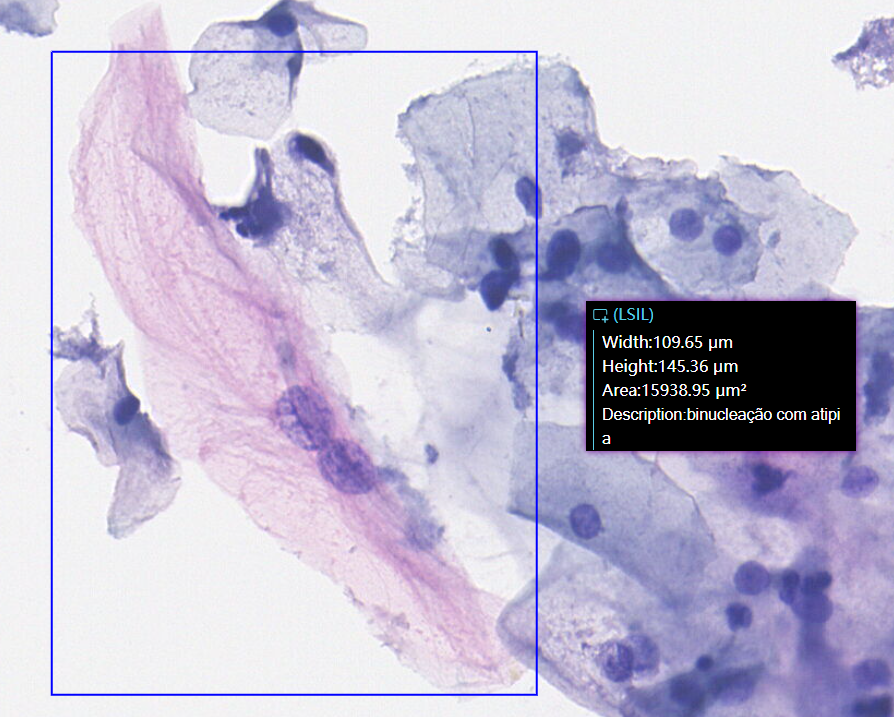 (LSIL)
Width:109.65 μm
Height:145.36 μm
Area:15938.95 μm²
Description:binucleação com atipi
a